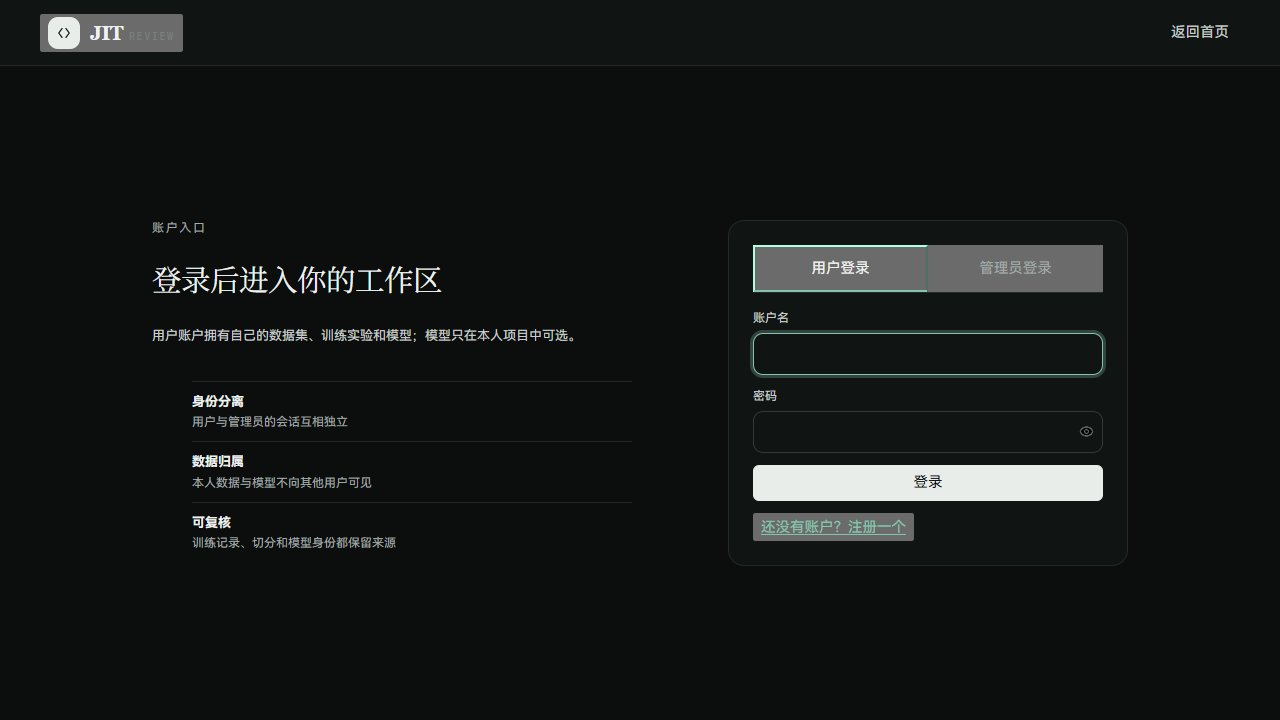 JIT REVIEW
返回首页
账户入口
登录后进入你的工作区
用户账户拥有自己的数据集、训练实验和模型；模型只在本人项目中可选。
身份分离
用户与管理员的会话互相独立
数据归属
本人数据与模型不向其他用户可见
可复核
训练记录、切分和模型身份都保留来源
用户登录
管理员登录
账户名
密码
登录
还没有账户？注册一个